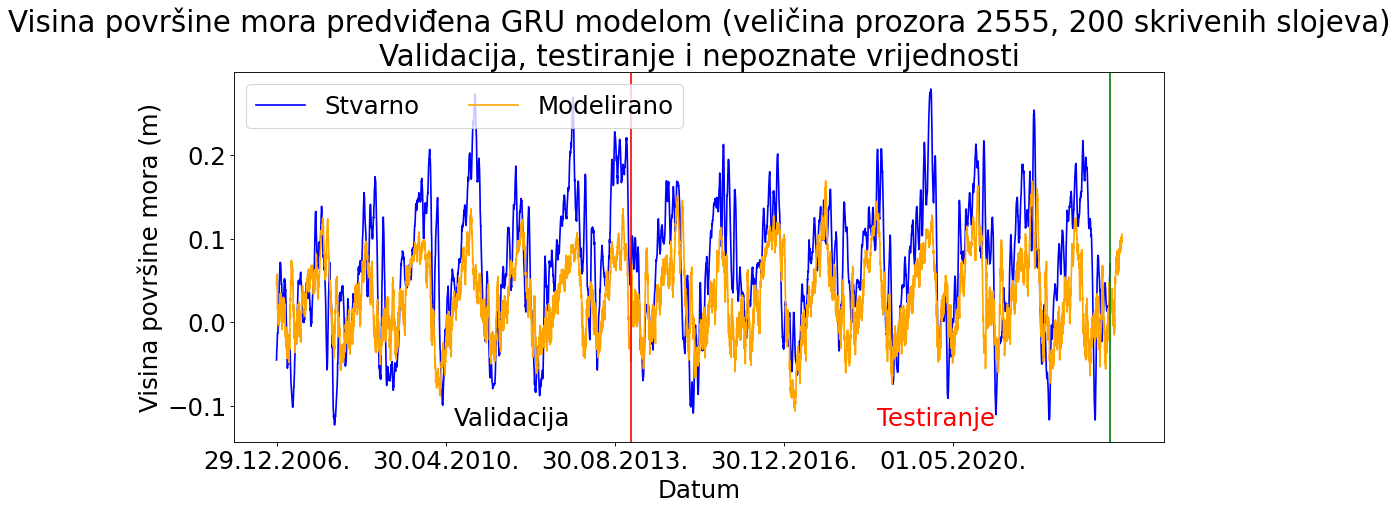 Visina površine mora predviđena GRU modelom (veličina prozora 2555, 200 skrivenih slojeva)
Validacija, testiranje i nepoznate vrijednosti
Stvarno
Modelirano
Visina površine mora (m)
0.2
0.1
0.0
−0.1
Validacija
Testiranje
29.12.2006.
30.04.2010.
30.08.2013.
30.12.2016.
01.05.2020.
Datum